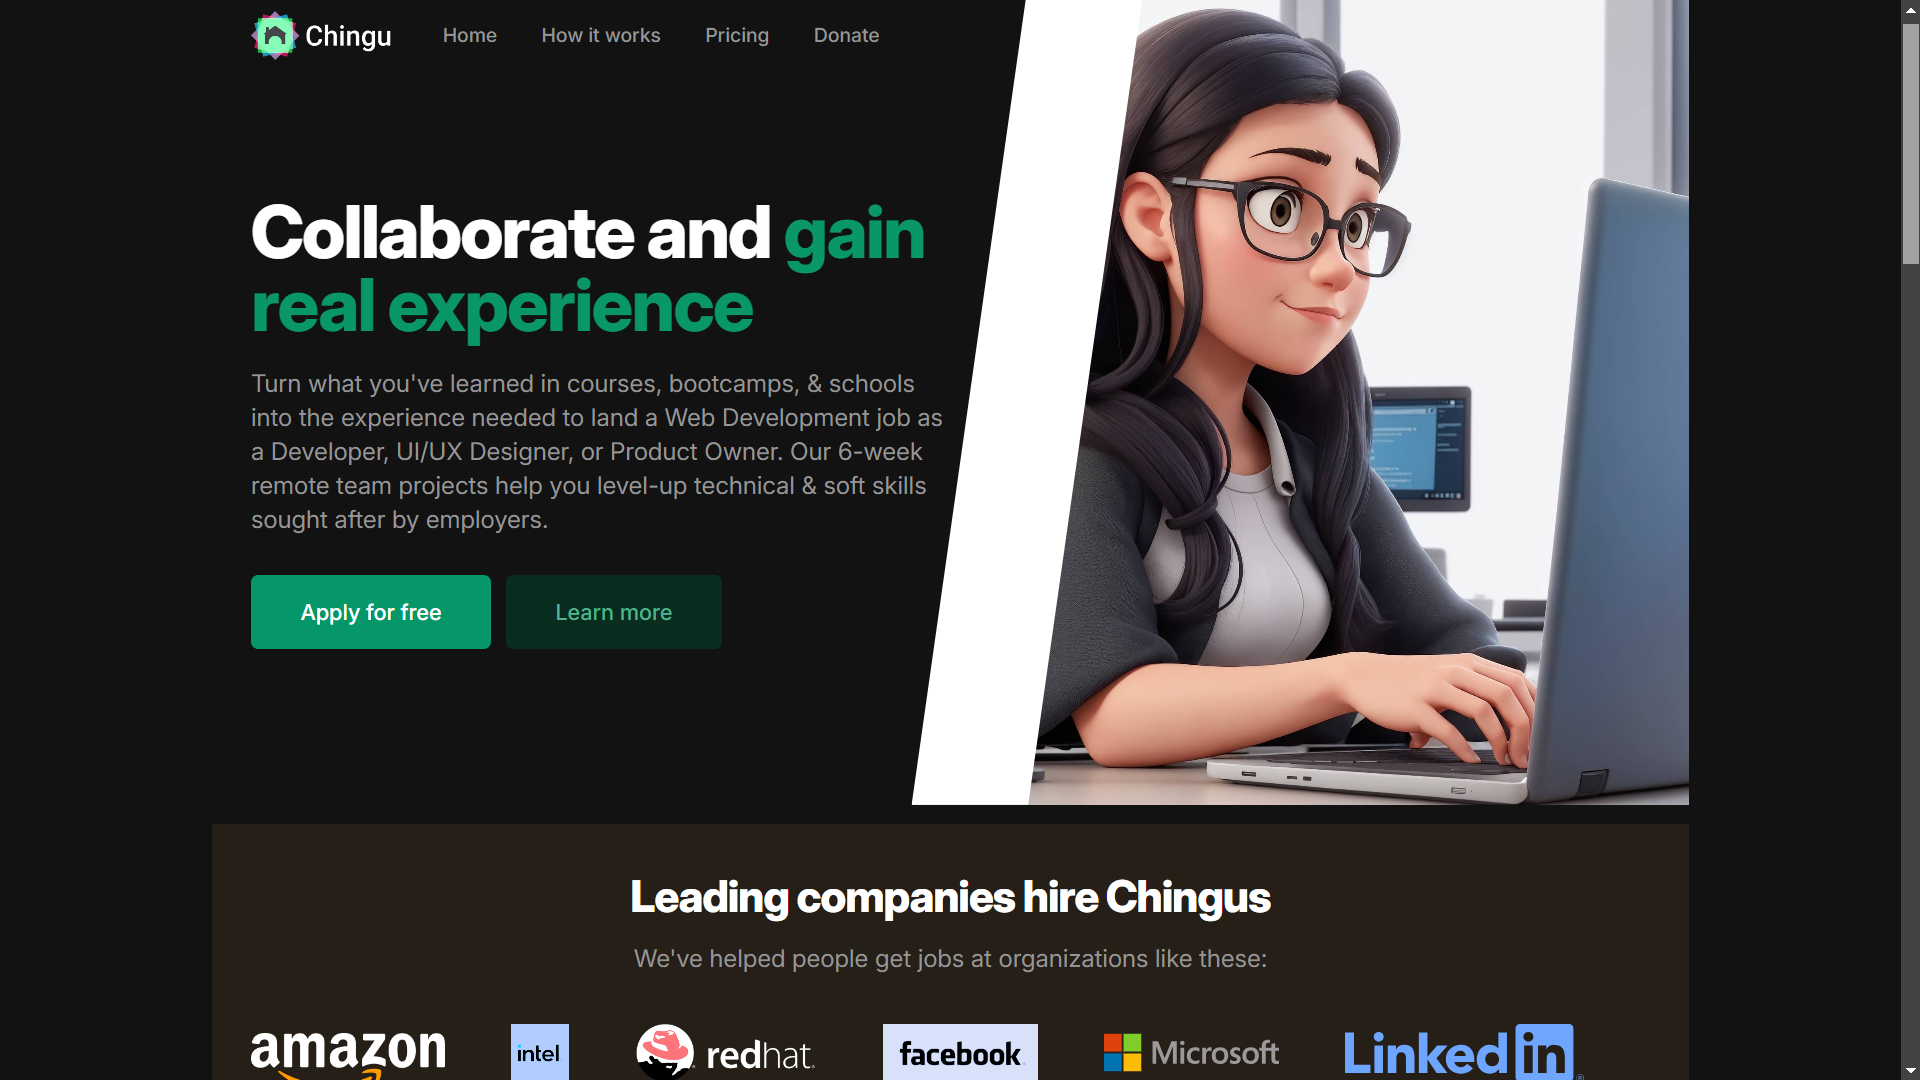 Chingu
Home
How it works
Pricing
Donate
Collaborate and gain
real experience
Turn what you've learned in courses, bootcamps, & schools
into the experience needed to land a Web Development job as
a Developer, UI/UX Designer, or Product Owner. Our 6-week
remote team projects help you level-up technical & soft skills
sought after by employers.
Apply for free
Learn more
Leading companies hire Chingus
We've helped people get jobs at organizations like these:
amazon
intel
redhat.
facebook
Microsoft
Linked in